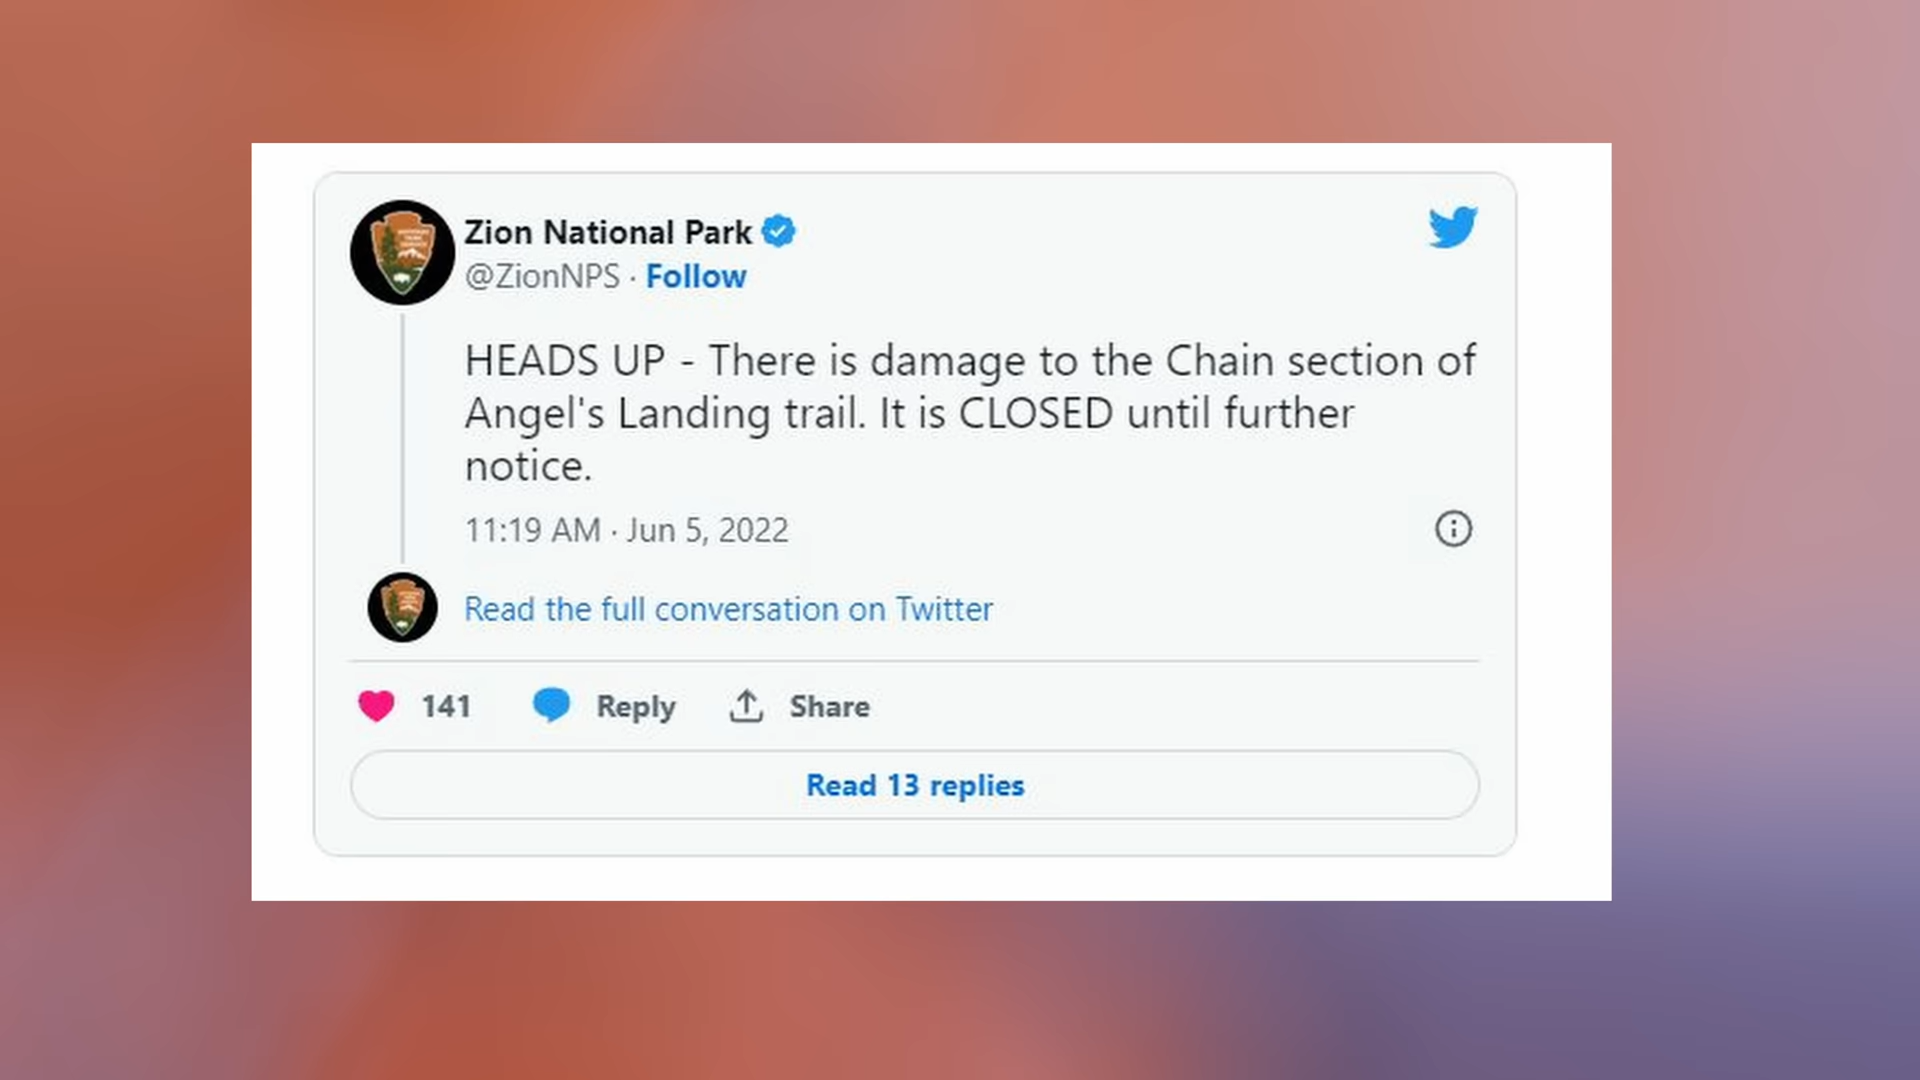 Zion National Park
@ZionNPS · Follow
HEADS UP - There is damage to the Chain section of
Angel's Landing trail. It is CLOSED until further
notice.
11:19 AM · Jun 5, 2022
Read the full conversation on Twitter
141 Reply Share
Read 13 replies